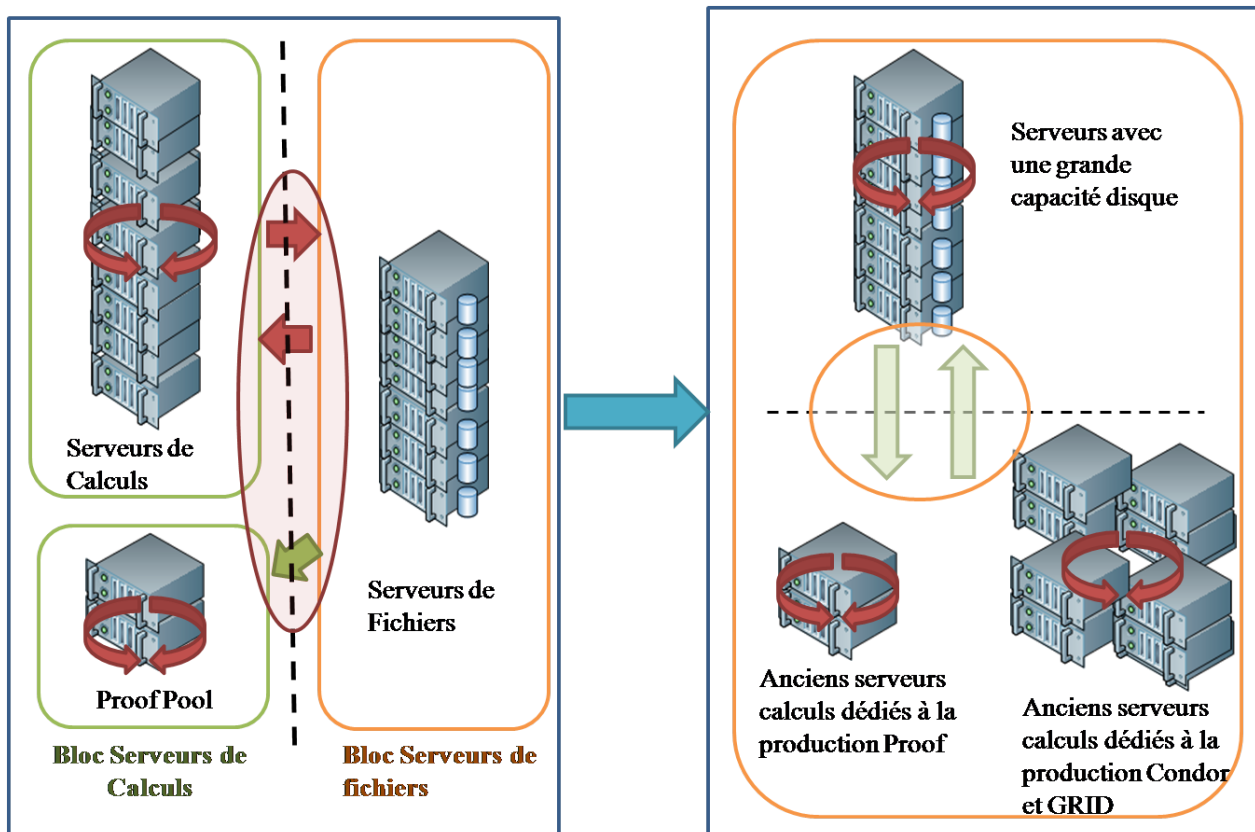 Serveurs de
Calculs
Proof Pool
Bloc Serveurs de
Calculs
Serveurs de
Fichiers
Bloc Serveurs de
fichiers
Serveurs avec
une grande
capacité disque
Anciens serveurs
calculs dédiés à la
production Proof
Anciens serveurs
calculs dédiés à la
production Condor
et GRID